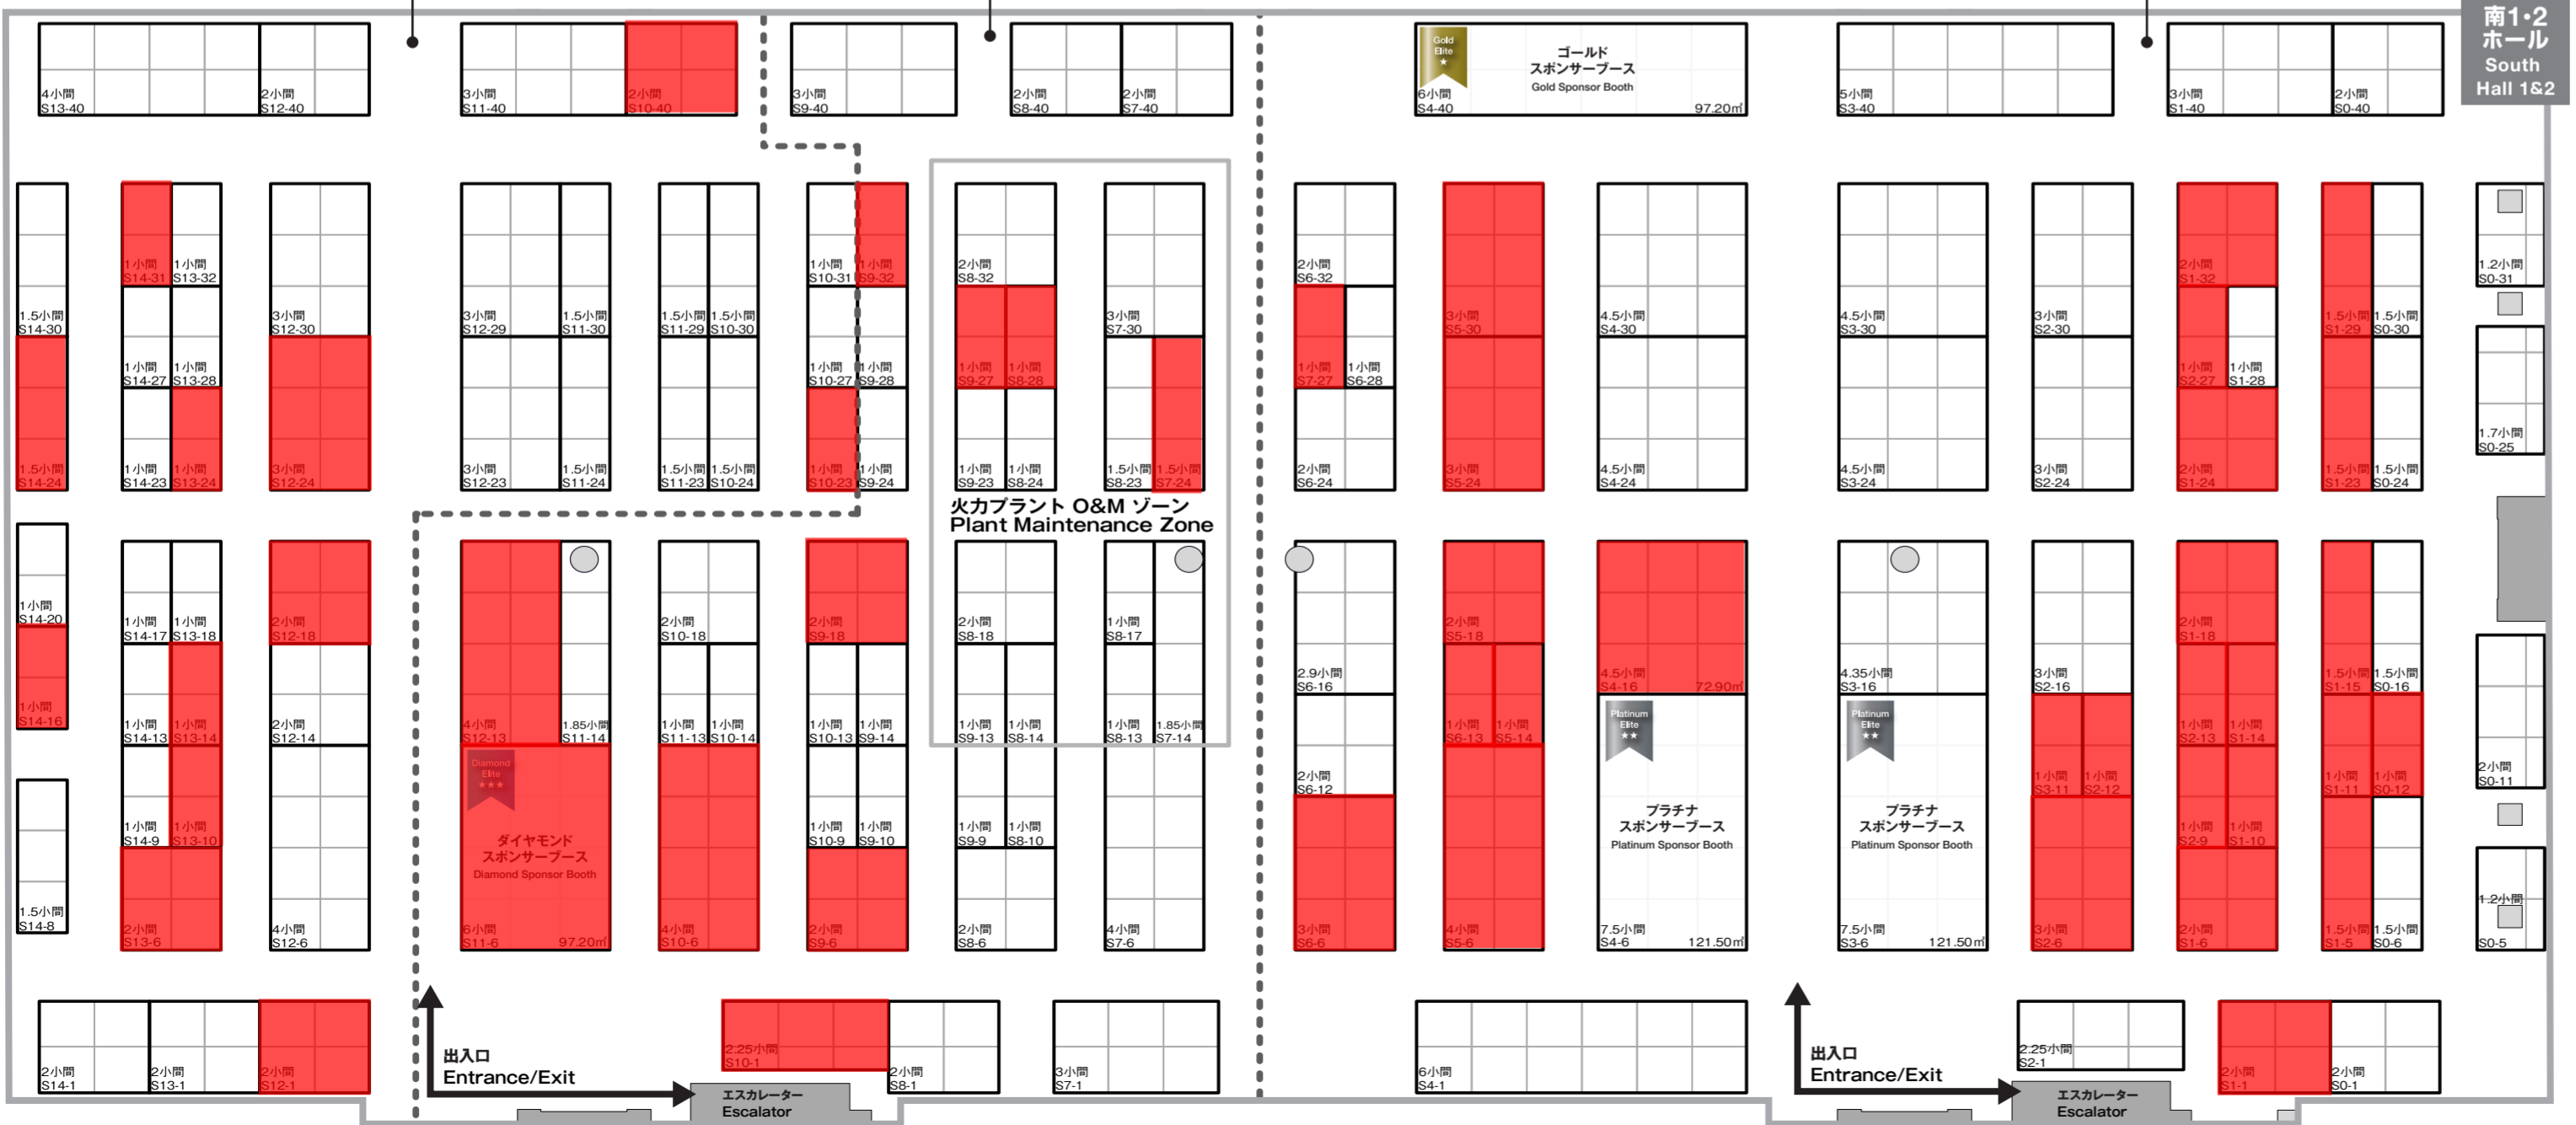 南1・2
ホール
South
Hall 1&2
4小間
S13-40
2小間
S12-40
3小間
S11-40
2小間
S10-40
3小間
S9-40
2小間
S8-40
2小間
S7-40
Gold
Elite
★
ゴールド
スポンサーブース
Gold Sponsor Booth
6小間
S4-40
97.20㎡
5小間
S3-40
3小間
S1-40
2小間
S0-40
1小間
S14-31
1小間
S13-32
1小間
S10-31
1小間
S9-32
2小間
S8-32
2小間
S6-32
2小間
S1-32
1.2小間
S0-31
1.5小間
S14-30
3小間
S12-30
3小間
S12-29
1.5小間
S11-30
1.5小間
S11-29
1.5小間
S10-30
3小間
S7-30
3小間
S5-30
4.5小間
S4-30
4.5小間
S3-30
3小間
S2-30
1.5小間
S1-29
1.5小間
S0-30
1小間
S14-27
1小間
S13-28
1小間
S10-27
1小間
S9-28
1小間
S9-27
1小間
S8-28
1小間
S7-27
1小間
S6-28
1小間
S2-27
1小間
S1-28
1.7小間
S0-25
1.5小間
S14-24
1小間
S14-23
1小間
S13-24
3小間
S12-24
3小間
S12-23
1.5小間
S11-24
1.5小間
S11-23
1.5小間
S10-24
1小間
S10-23
1小間
S9-24
1小間
S9-23
1小間
S8-24
1.5小間
S8-23
1.5小間
S7-24
2小間
S6-24
3小間
S5-24
4.5小間
S4-24
4.5小間
S3-24
3小間
S2-24
2小間
S1-24
1.5小間
S1-23
1.5小間
S0-24
火力プラント O&M ゾーン
Plant Maintenance Zone
1小間
S14-20
1小間
S14-17
1小間
S13-18
2小間
S12-18
2小間
S10-18
2小間
S9-18
2小間
S8-18
1小間
S8-17
2小間
S5-18
2小間
S1-18
2.9小間
S6-16
4.5小間
S4-16
72.90㎡
4.35小間
S3-16
3小間
S2-16
1.5小間
S1-15
1.5小間
S0-16
1小間
S14-16
1小間
S14-13
1小間
S13-14
2小間
S12-14
4小間
S12-13
1.85小間
S11-14
1小間
S11-13
1小間
S10-14
1小間
S10-13
1小間
S9-14
1小間
S9-13
1小間
S8-14
1小間
S8-13
1.85小間
S7-14
1小間
S6-13
1小間
S5-14
1小間
S2-13
1小間
S1-14
2小間
S6-12
1小間
S3-11
1小間
S2-12
1小間
S1-11
1小間
S0-12
2小間
S0-11
1小間
S14-9
1小間
S13-10
1小間
S10-9
1小間
S9-10
1小間
S9-9
1小間
S8-10
1小間
S2-9
1小間
S1-10
Diamond
Elite
★★★
ダイヤモンド
スポンサーブース
Diamond Sponsor Booth
6小間
S11-6
97.20㎡
Platinum
Elite
★★
プラチナ
スポンサーブース
Platinum Sponsor Booth
7.5小間
S4-6
121.50㎡
Platinum
Elite
★★
プラチナ
スポンサーブース
Platinum Sponsor Booth
7.5小間
S3-6
121.50㎡
1.5小間
S14-8
2小間
S13-6
4小間
S12-6
4小間
S10-6
2小間
S9-6
2小間
S8-6
4小間
S7-6
3小間
S6-6
4小間
S5-6
3小間
S2-6
2小間
S1-6
1.5小間
S1-5
1.5小間
S0-6
1.2小間
S0-5
2小間
S14-1
2小間
S13-1
2小間
S12-1
出入口
Entrance/Exit
2.25小間
S10-1
2小間
S8-1
3小間
S7-1
6小間
S4-1
出入口
Entrance/Exit
2.25小間
S2-1
2小間
S1-1
2小間
S0-1
エスカレーター
Escalator
エスカレーター
Escalator